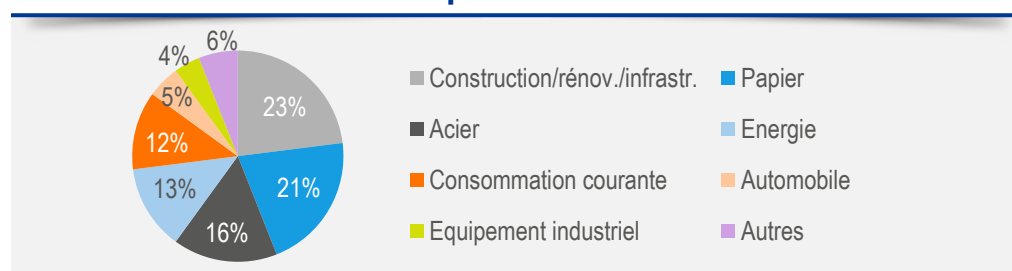 6%
4%
5%
23%
12%
13%
21%
16%
Construction/rénov./infrastr.
Papier
Acier
Energie
Consommation courante
Automobile
Equipement industriel
Autres